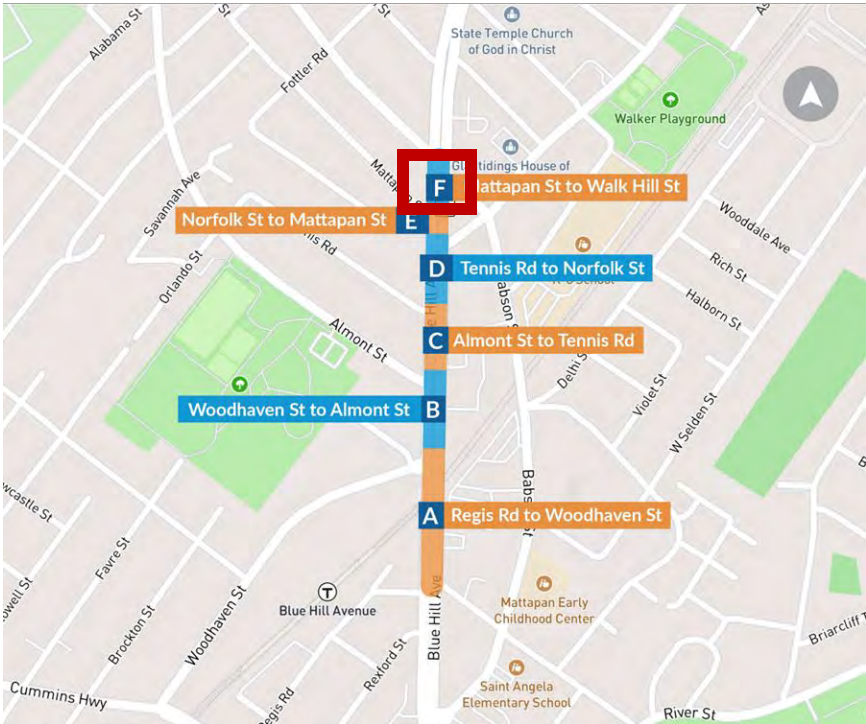 Alabama St
St
State Temple Church
of God in Christ
Fottler Rd
Walker Playground
Savannah Ave
F
Mattapan St to Walk Hill St
Norfolk St to Mattapan St
E
Wooddale Ave
Orlando St
D
Tennis Rd to Norfolk St
Rich St
Halborn St
Almont St
C
Almont St to Tennis Rd
Delhi St
Violet St
Woodhaven St to Almont St
B
W Selden St
A
Regis Rd to Woodhaven St
Favre St
T
Blue Hill Avenue
Blue Hill Ave
Mattapan Early
Childhood Center
Brockton St
Woodhaven St
Rexford St
Regis Rd
Cummins Hwy
Saint Angela
Elementary School
River St